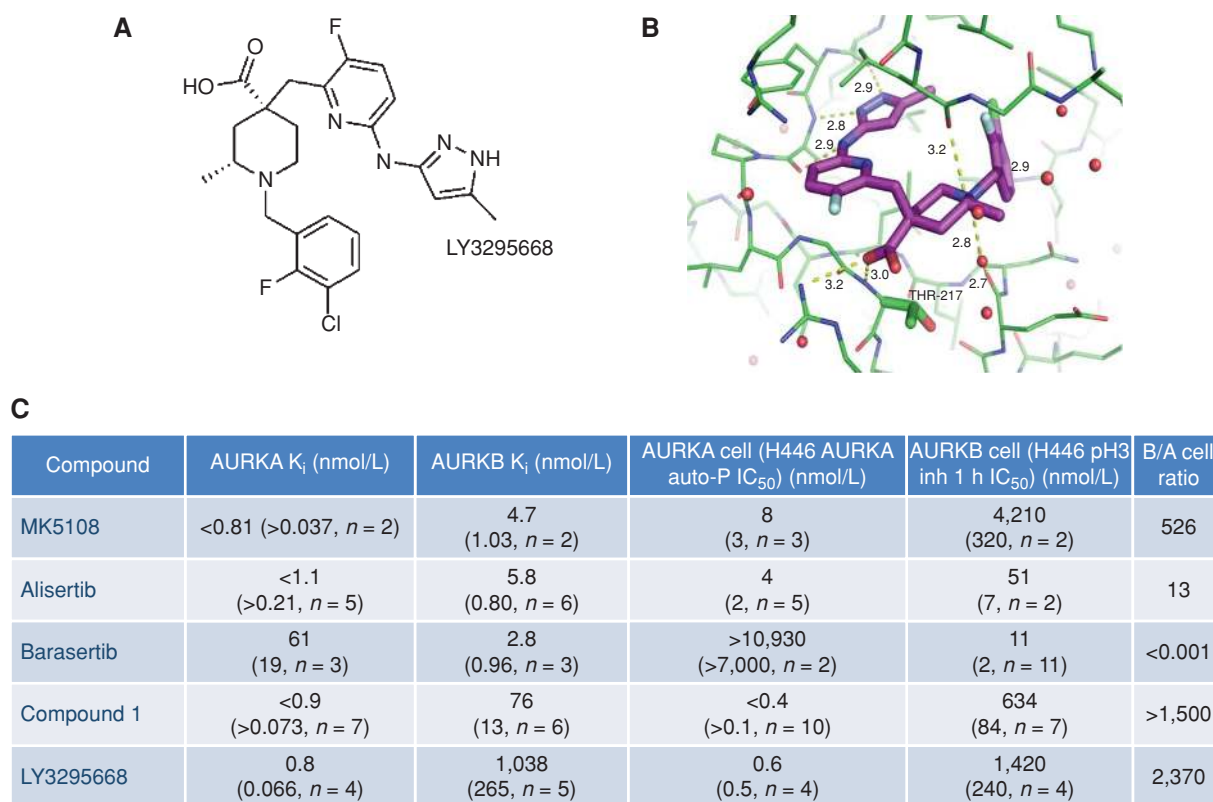 A
O
HO
F
N
N
N
NH
N
F
Cl
LY3295668
B
2.9
2.8
2.9
3.2
2.9
2.8
3.0
3.2
2.7
THR-217
C
Compound AURKA Ki (nmol/L) AURKB Ki (nmol/L) AURKA cell (H446 AURKA auto-P IC50) (nmol/L) AURKB cell (H446 pH3 inh 1 h IC50) (nmol/L) B/A cell ratio
MK5108 <0.81 (>0.037, n = 2) 4.7 (1.03, n = 2) 8 (3, n = 3) 4,210 (320, n = 2) 526
Alisertib <1.1 (>0.21, n = 5) 5.8 (0.80, n = 6) 4 (2, n = 5) 51 (7, n = 2) 13
Barasertib 61 (19, n = 3) 2.8 (0.96, n = 3) >10,930 (>7,000, n = 2) 11 (2, n = 11) <0.001
Compound 1 <0.9 (>0.073, n = 7) 76 (13, n = 6) <0.4 (>0.1, n = 10) 634 (84, n = 7) >1,500
LY3295668 0.8 (0.066, n = 4) 1,038 (265, n = 5) 0.6 (0.5, n = 4) 1,420 (240, n = 4) 2,370